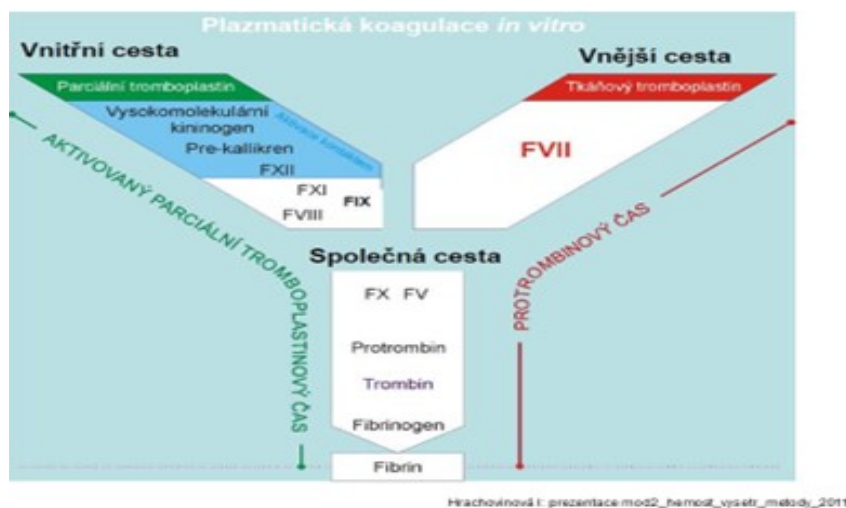 Plazmatická koagulace in vitro
Vnitřní cesta
Vnější cesta
Parciální tromboplastin
Tkáňový tromboplastin
Vysokomolekulární
kininogen
Pre-kallikren
FXII
Aktivace kontaktem
FXI
FIX
FVIII
FVII
AKTIVOVANÝ PARCIÁLNÍ TROMBOPLASTINOVÝ ČAS
PROTROMBINOVÝ ČAS
Společná cesta
FX FV
Protrombin
Trombin
Fibrinogen
Fibrin
Hrachovinová I: prezentace mod2_hemost_vysetr_metody_2011